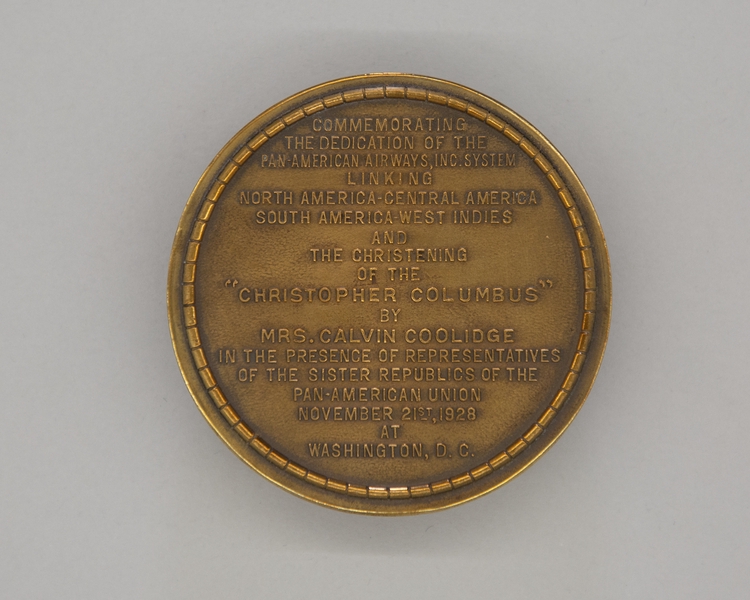 COMMEMORATING
THE DEDICATION OF THE
PAN-AMERICAN AIRWAYS, INC. SYSTEM
LINKING
NORTH AMERICA-CENTRAL AMERICA
SOUTH AMERICA-WEST INDIES
AND
THE CHRISTENING
OF THE
"CHRISTOPHER COLUMBUS"
BY
MRS. CALVIN COOLIDGE
IN THE PRESENCE OF REPRESENTATIVES
OF THE SISTER REPUBLICS OF THE
PAN-AMERICAN UNION
NOVEMBER 21ST, 1928
AT
WASHINGTON, D. C.